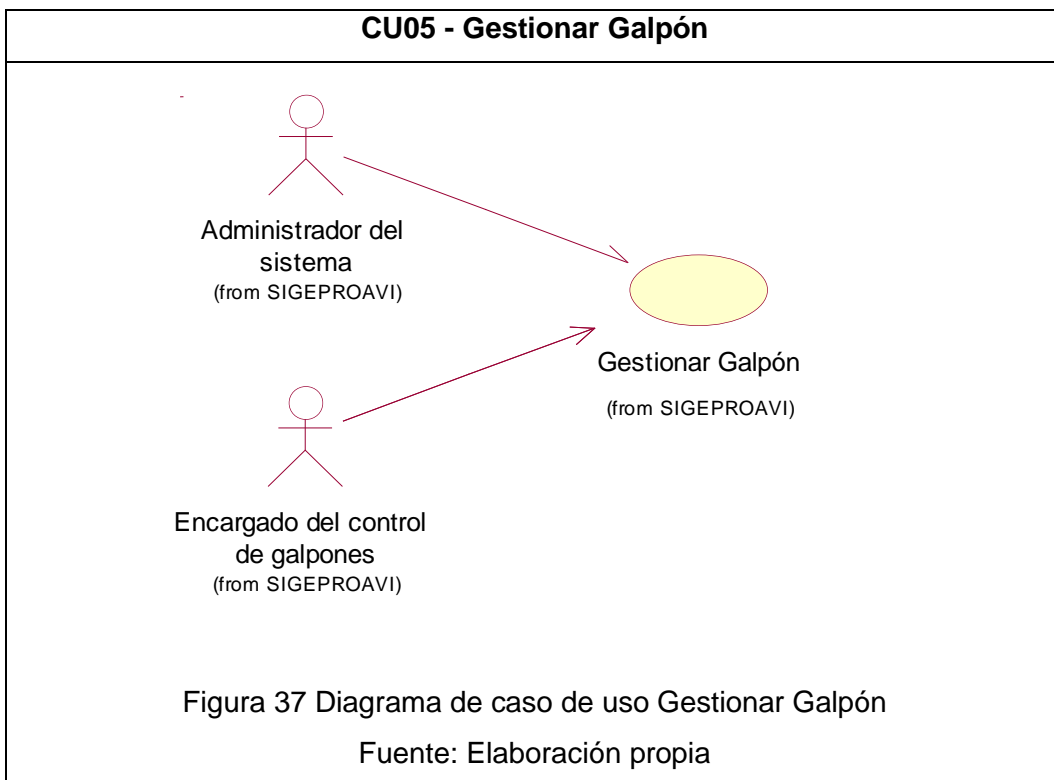 CU05 - Gestionar Galpón
Administrador del
sistema
(from SIGEPROAVI)
Gestionar Galpón
(from SIGEPROAVI)
Encargado del control
de galpones
(from SIGEPROAVI)
Figura 37 Diagrama de caso de uso Gestionar Galpón
Fuente: Elaboración propia